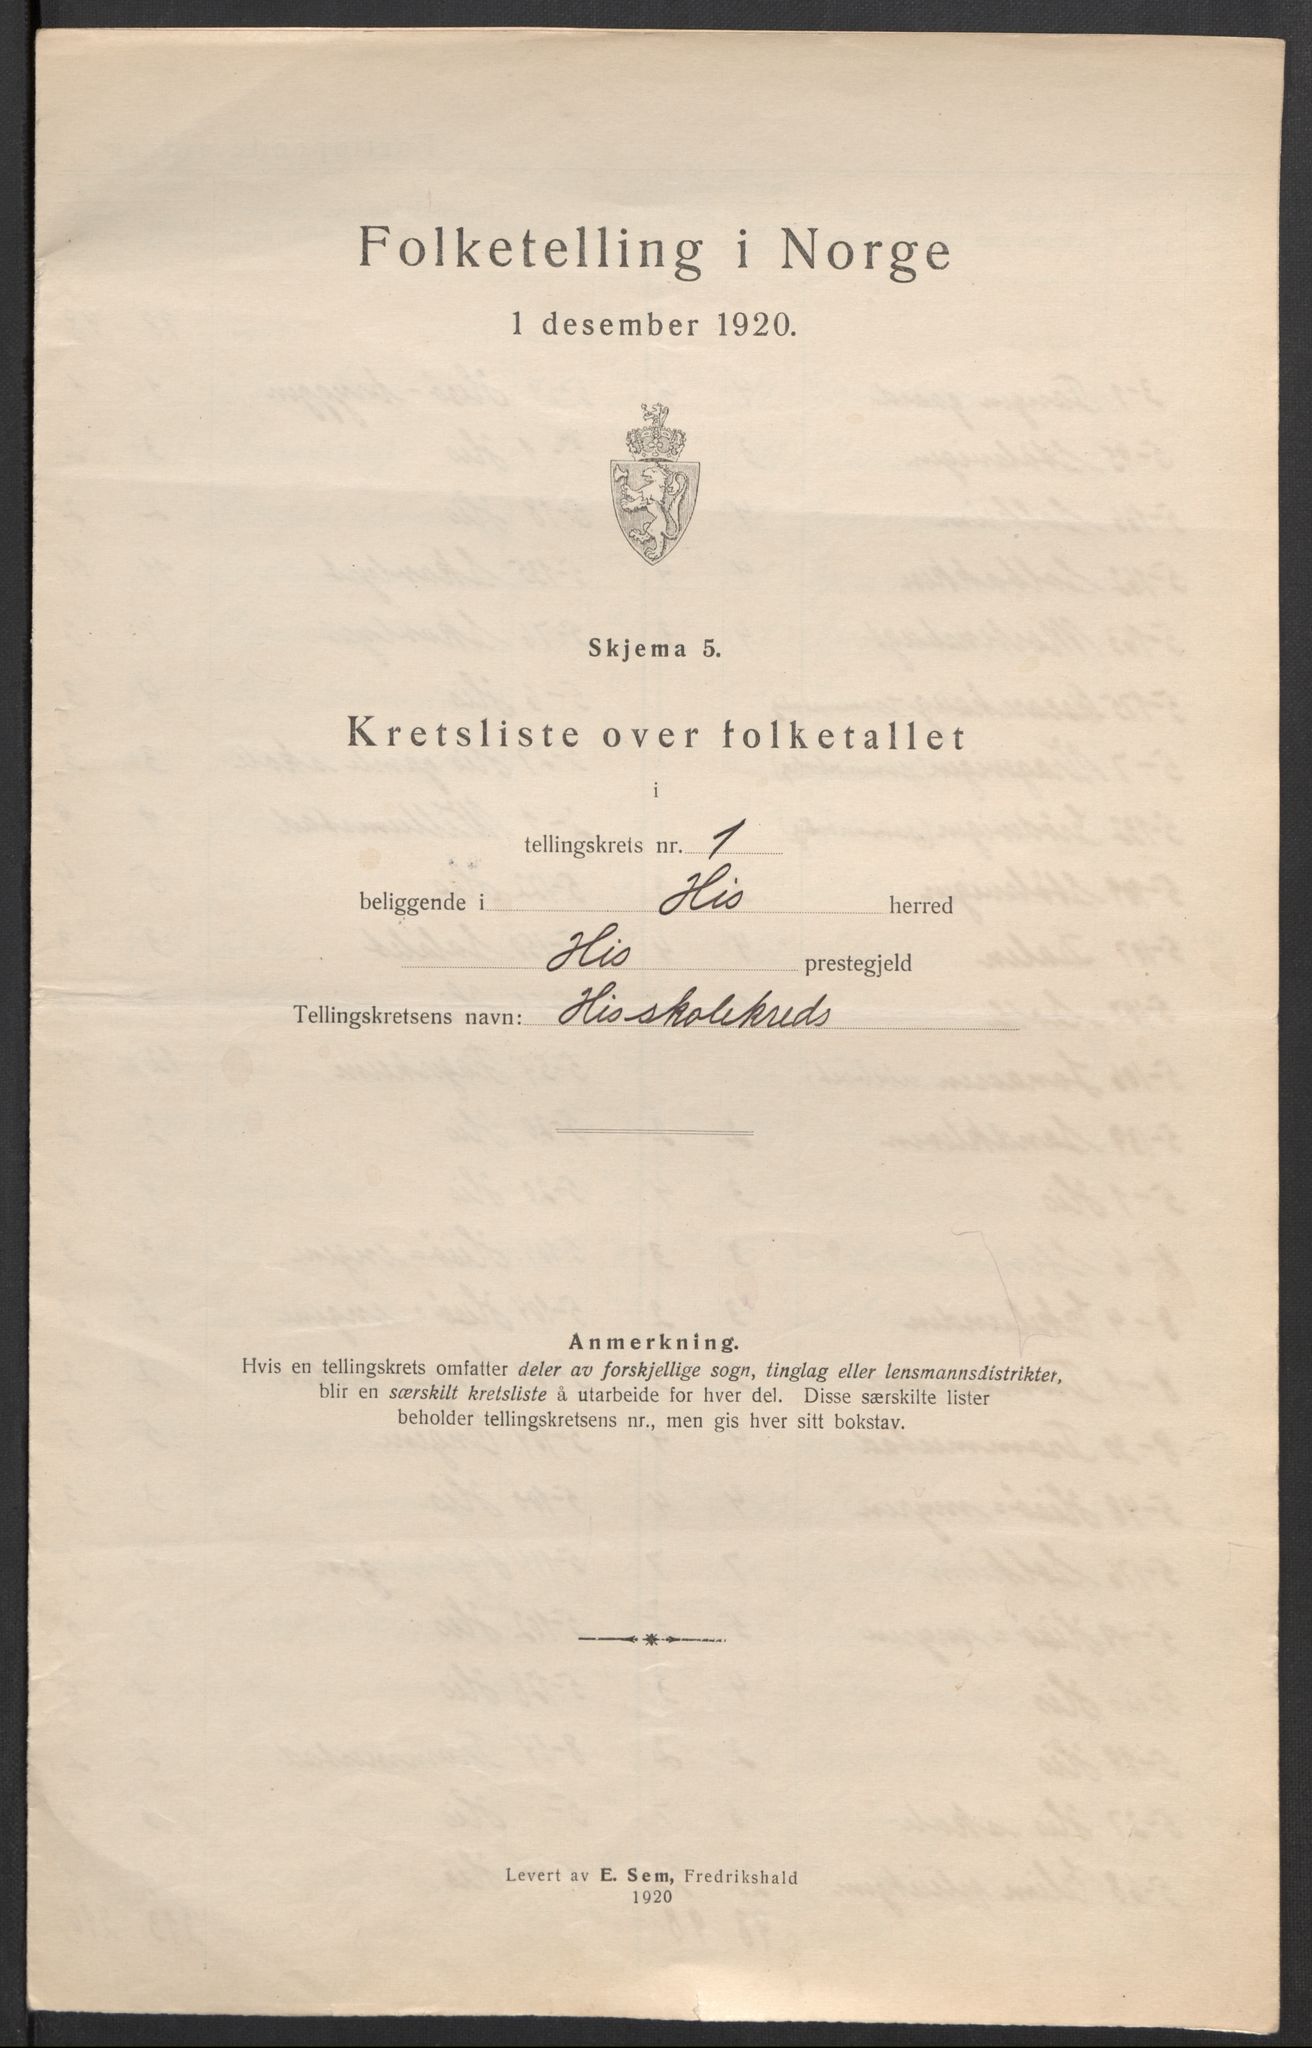 Folketelling i Norge
1 desember 1920.
Skjema 5.
Kretsliste over folketallet
i
tellingskrets nr. 1
beliggende i His herred
His prestegjeld
Tellingskretsens navn: His skolekreds
Anmerkning.
Hvis en tellingskrets omfatter deler av forskjellige sogn, tinglag eller lensmannsdistrikter,
blir en særskilt kretsliste å utarbeide for hver del. Disse særskilte lister
beholder tellingskretsens nr., men gis hver sitt bokstav.
Levert av E. Sem, Fredrikshald
1920